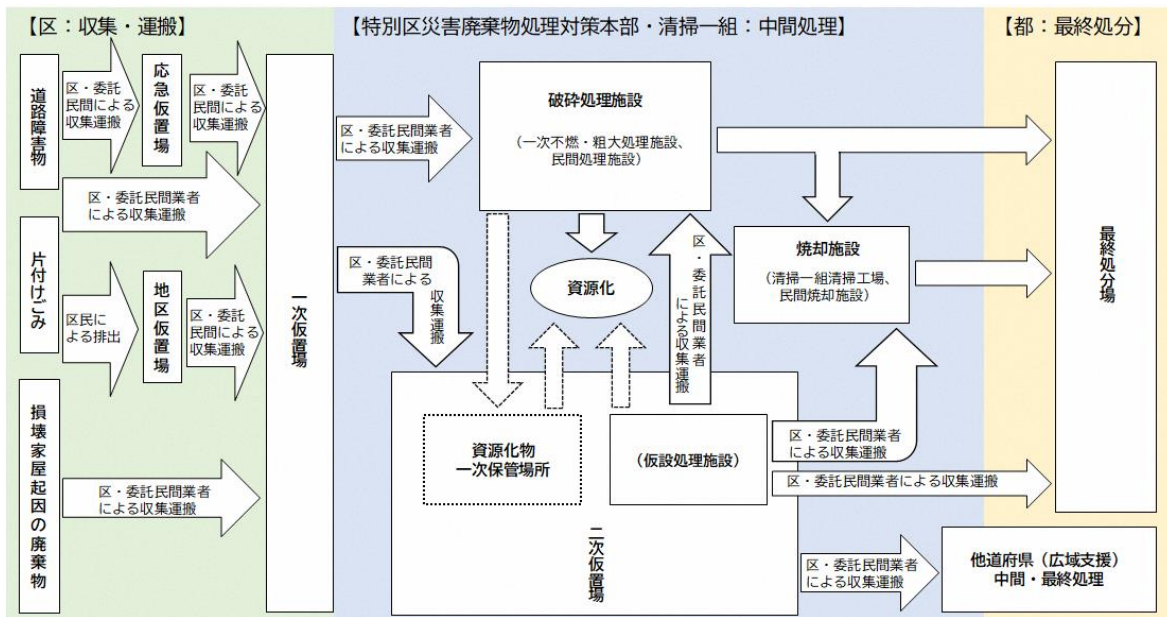 【区：収集・運搬】
【特別区災害廃棄物処理対策本部・清掃一組：中間処理】
【都：最終処分】
道路障害物
区・委託
民間による
収集運搬
応急仮置場
区・委託
民間による
収集運搬
区・委託民間業者
による収集運搬
片付けごみ
区民に
よる排出
地区仮置場
区・委託
民間による
収集運搬
損壊家屋起因の廃棄物
区・委託民間業者
による収集運搬
一次仮置場
区・委託民間業者
による収集運搬
破砕処理施設
（一次不燃・粗大処理施設、
民間処理施設）
区・委託民間
業者による
収集運搬
資源化
区・委託民間業者
による収集運搬
焼却施設
（清掃一組清掃工場、
民間焼却施設）
資源化物
一次保管場所
（仮設処理施設）
区・委託民間業者
による収集運搬
区・委託民間業者による収集運搬
二次仮置場
区・委託民間業者
による収集運搬
最終処分場
他道府県（広域支援）
中間・最終処理